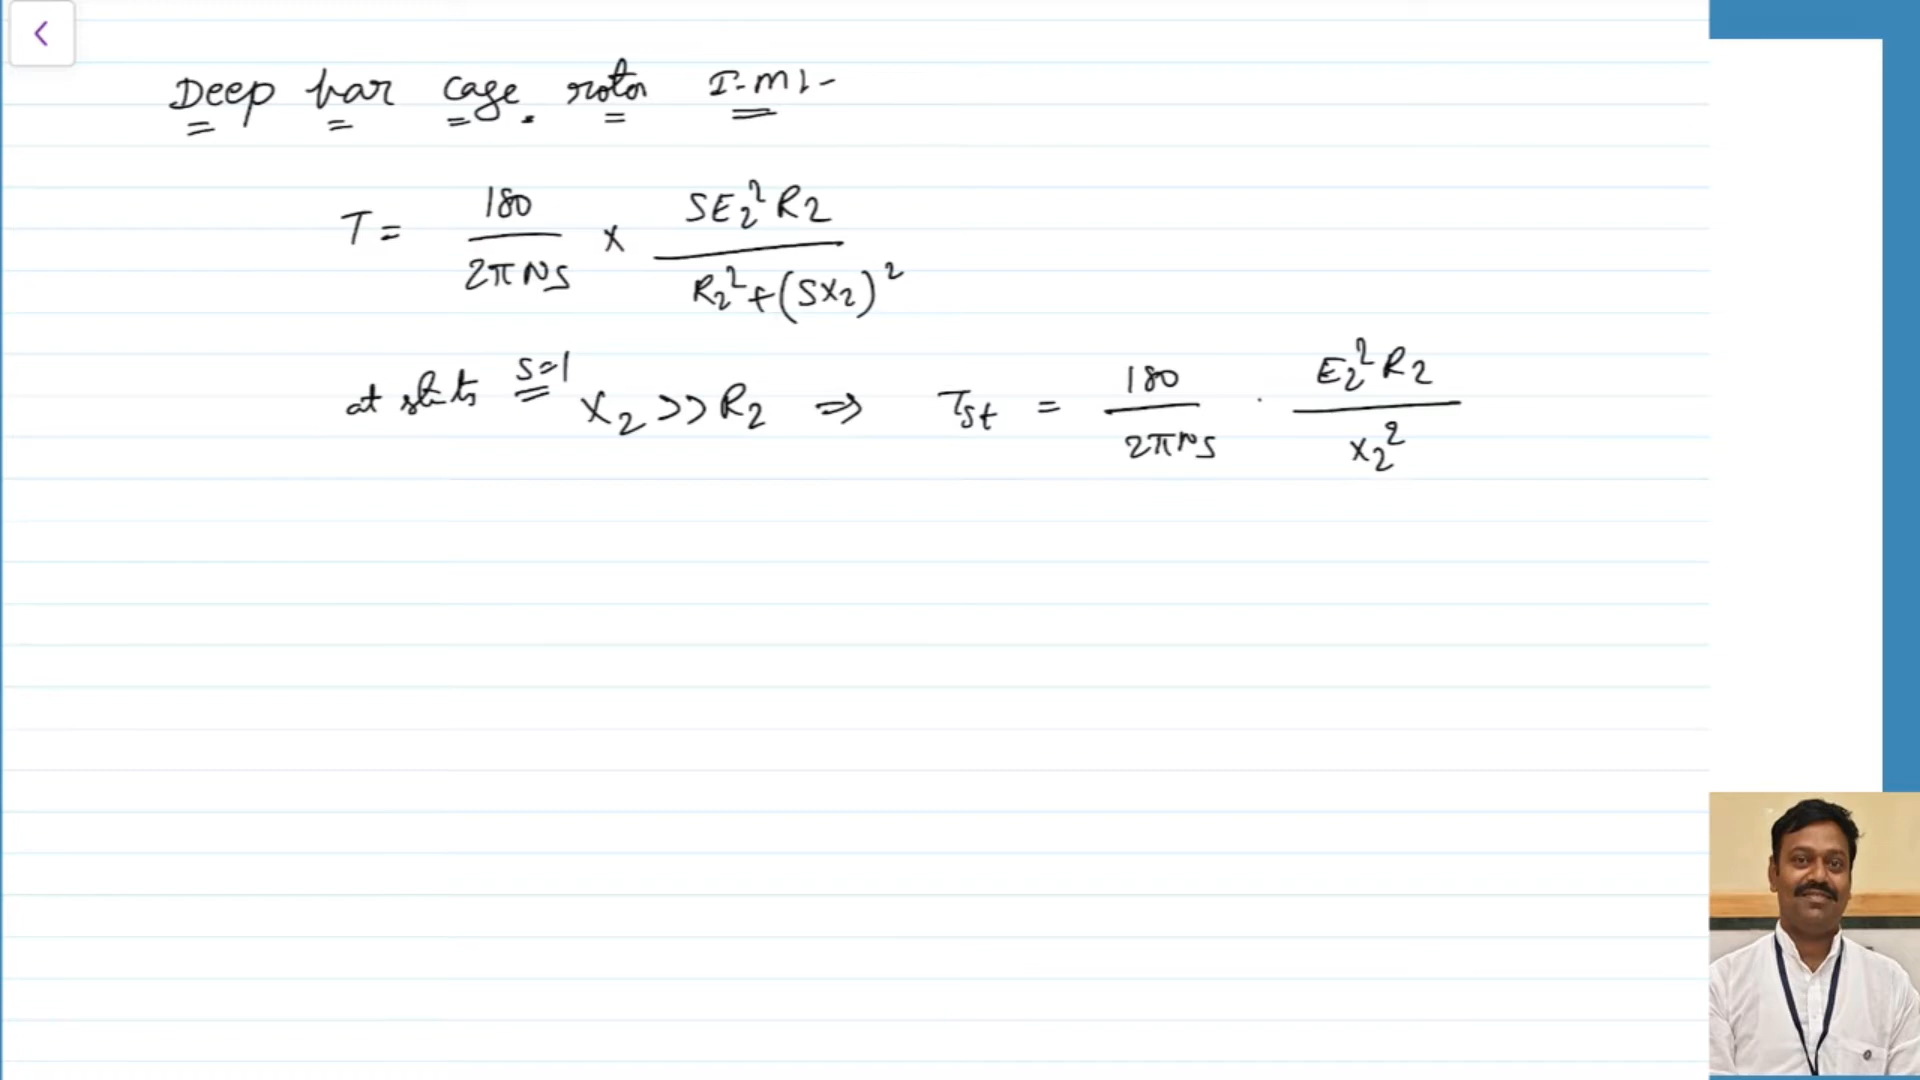 Deep bar cage rotor I-M:-
T = 180 / 2πNS × SE₂²R₂ / R₂² + (SX₂)²
at S=1 X₂ >> R₂ ⇒ Tst = 180 / 2πNS · E₂²R₂ / X₂²